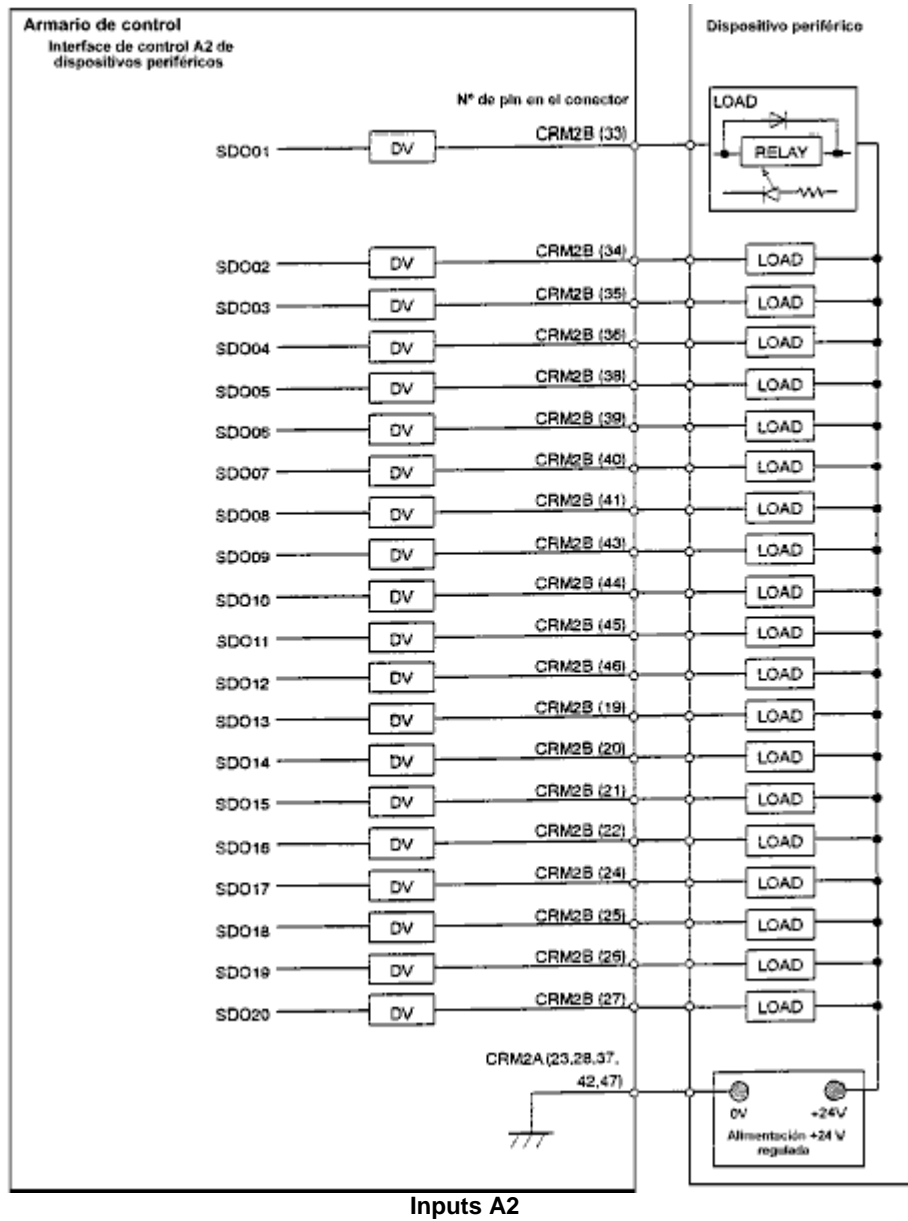 Armario de control
Interface de control A2 de
dispositivos periféricos
Dispositivo periférico
Nº de pin en el conector
LOAD
RELAY
SDO01 DV CRM2B (33)
SDO02 DV CRM2B (34) LOAD
SDO03 DV CRM2B (35) LOAD
SDO04 DV CRM2B (36) LOAD
SDO05 DV CRM2B (38) LOAD
SDO06 DV CRM2B (39) LOAD
SDO07 DV CRM2B (40) LOAD
SDO08 DV CRM2B (41) LOAD
SDO09 DV CRM2B (43) LOAD
SDO10 DV CRM2B (44) LOAD
SDO11 DV CRM2B (45) LOAD
SDO12 DV CRM2B (46) LOAD
SDO13 DV CRM2B (19) LOAD
SDO14 DV CRM2B (20) LOAD
SDO15 DV CRM2B (21) LOAD
SDO16 DV CRM2B (22) LOAD
SDO17 DV CRM2B (24) LOAD
SDO18 DV CRM2B (25) LOAD
SDO19 DV CRM2B (26) LOAD
SDO20 DV CRM2B (27) LOAD
CRM2A (23,28,37,
42,47)
0V +24V
Alimentación +24 V
regulada
Inputs A2